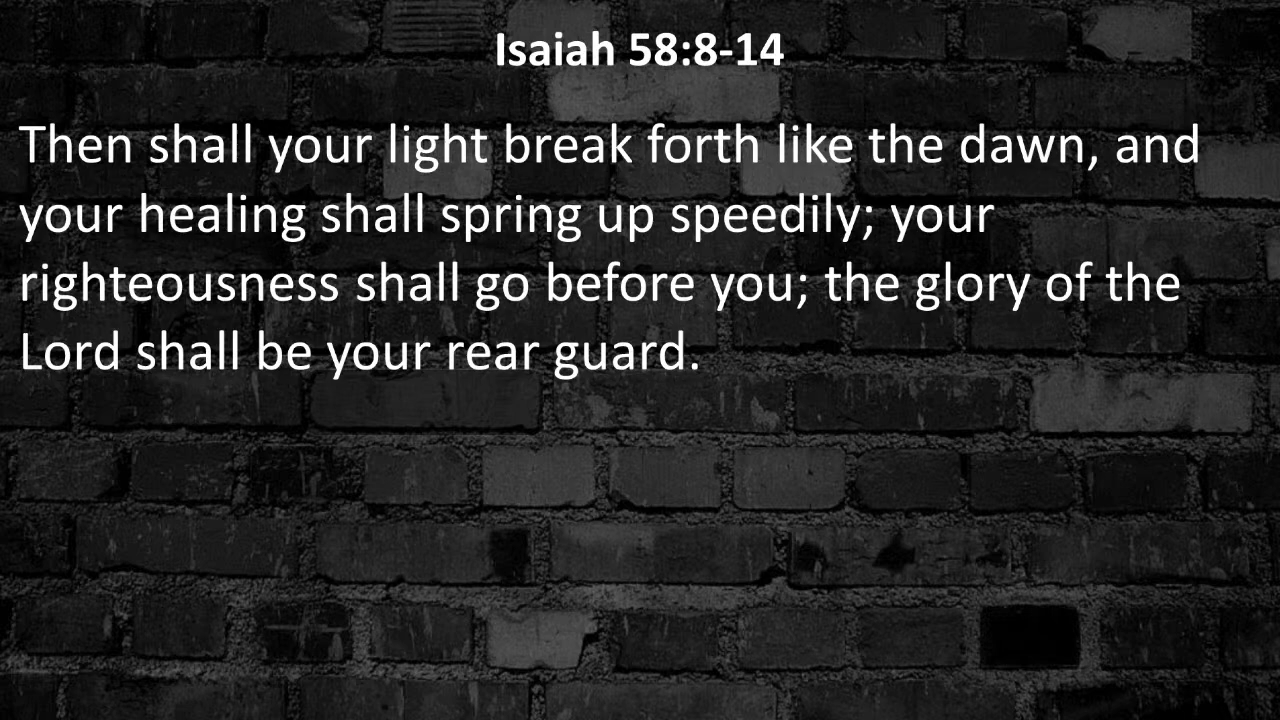 Isaiah 58:8-14
Then shall your light break forth like the dawn, and
your healing shall spring up speedily; your
righteousness shall go before you; the glory of the
Lord shall be your rear guard.